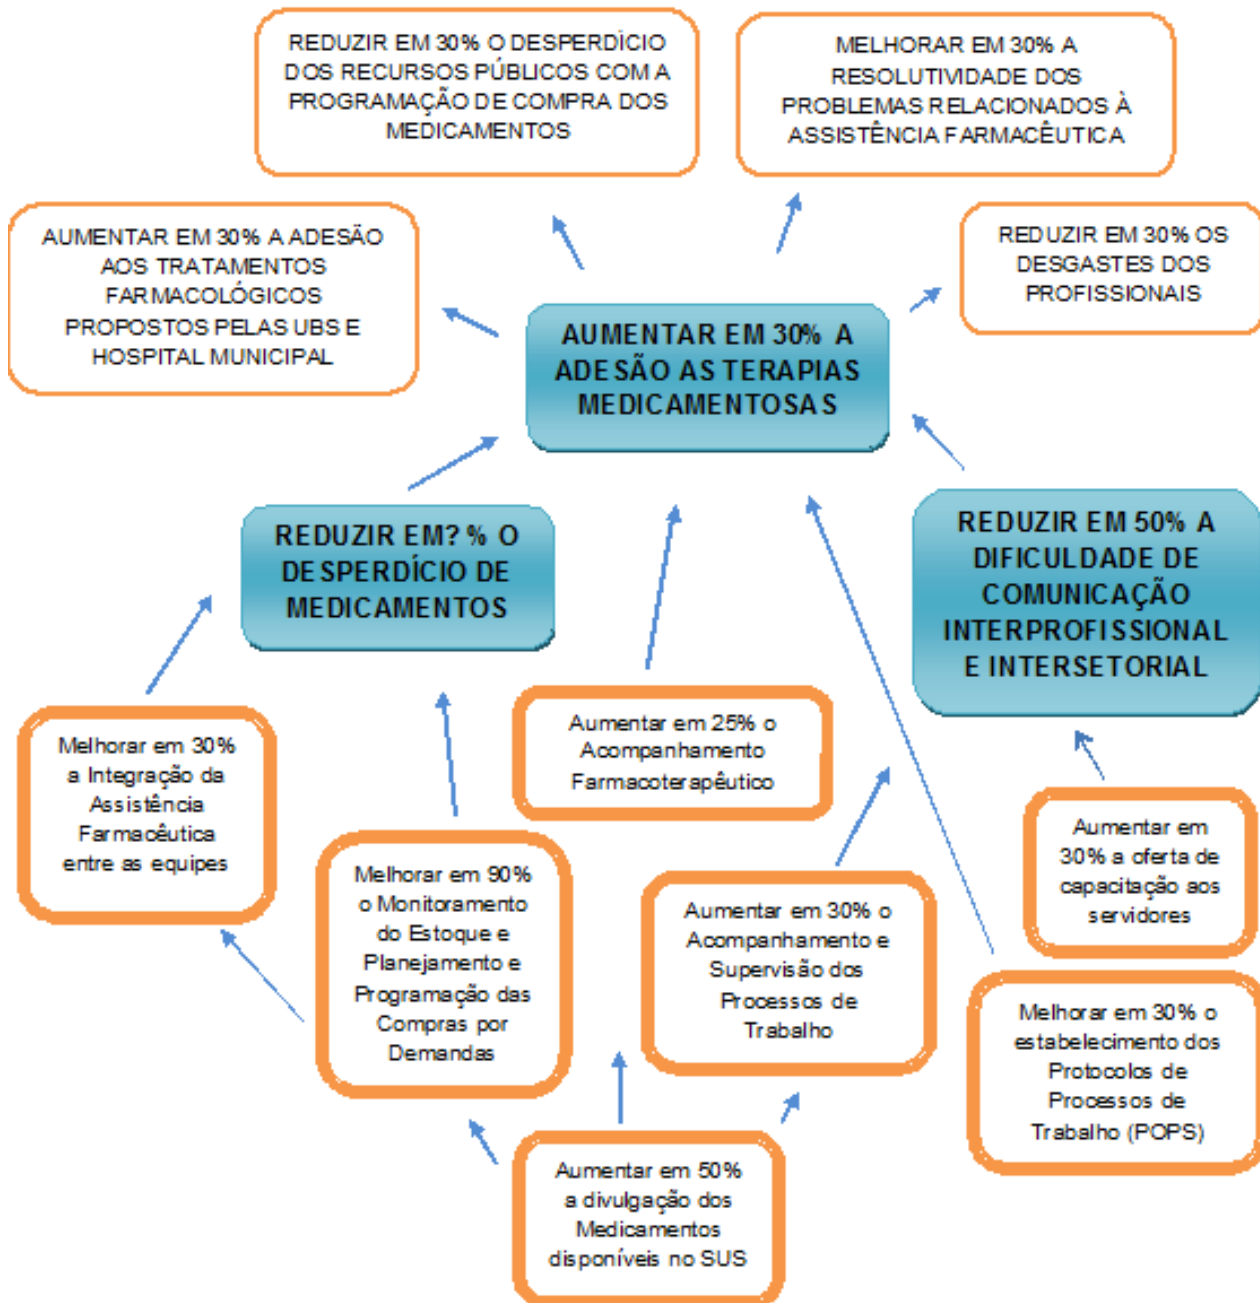 REDUZIR EM 30% O DESPERDÍCIO
DOS RECURSOS PÚBLICOS COM A
PROGRAMAÇÃO DE COMPRA DOS
MEDICAMENTOS
MELHORAR EM 30% A
RESOLUTIVIDADE DOS
PROBLEMAS RELACIONADOS À
ASSISTÊNCIA FARMACÊUTICA
AUMENTAR EM 30% A ADESÃO
AOS TRATAMENTOS
FARMACOLÓGICOS
PROPOSTOS PELAS UBS E
HOSPITAL MUNICIPAL
REDUZIR EM 30% OS
DESGASTES DOS
PROFISSIONAIS
AUMENTAR EM 30% A
ADESÃO AS TERAPIAS
MEDICAMENTOSAS
REDUZIR EM? % O
DESPERDÍCIO DE
MEDICAMENTOS
REDUZIR EM 50% A
DIFICULDADE DE
COMUNICAÇÃO
INTERPROFISSIONAL
E INTERSETORIAL
Melhorar em 30%
a Integração da
Assistência
Farmacêutica
entre as equipes
Aumentar em 25% o
Acompanhamento
Farmacoterapêutico
Melhorar em 90%
o Monitoramento
do Estoque e
Planejamento e
Programação das
Compras por
Demandas
Aumentar em 30% o
Acompanhamento e
Supervisão dos
Processos de
Trabalho
Aumentar em
30% a oferta de
capacitação aos
servidores
Melhorar em 30% o
estabelecimento dos
Protocolos de
Processos de
Trabalho (POPS)
Aumentar em 50%
a divulgação dos
Medicamentos
disponíveis no SUS